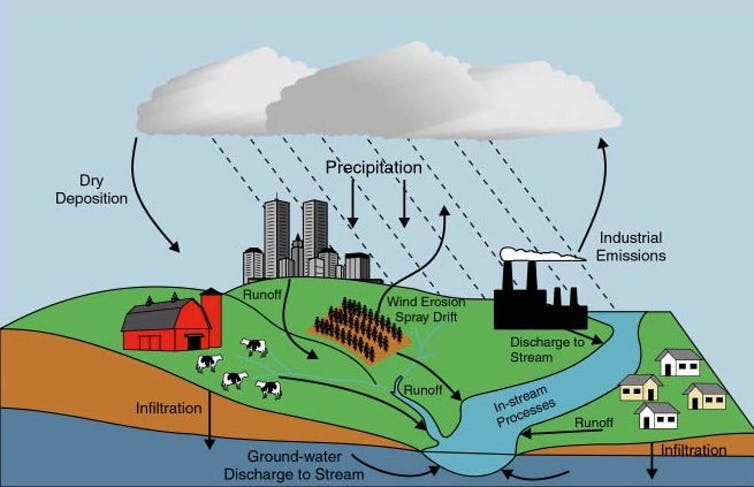 Precipitation
Dry
Deposition
Industrial
Emissions
Runoff
Wind Erosion
Spray Drift
Discharge to
Stream
Runoff
In-stream
Processes
Infiltration
Runoff
Infiltration
Ground-water
Discharge to Stream